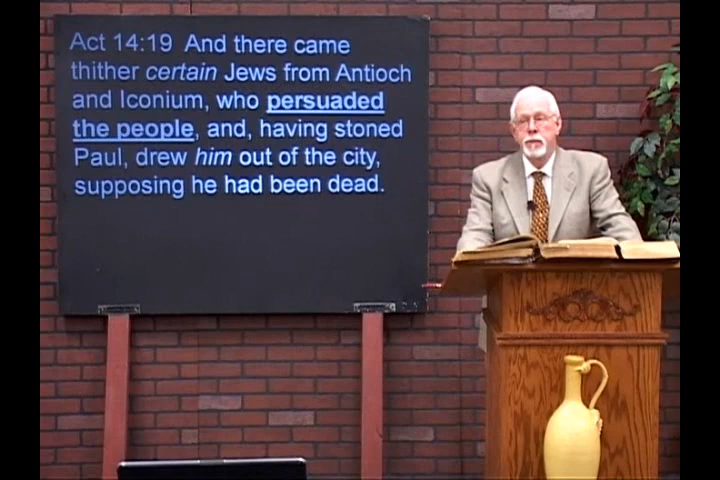 Act 14:19 And there came
thither certain Jews from Antioch
and Iconium, who persuaded
the people, and, having stoned
Paul, drew him out of the city,
supposing he had been dead.